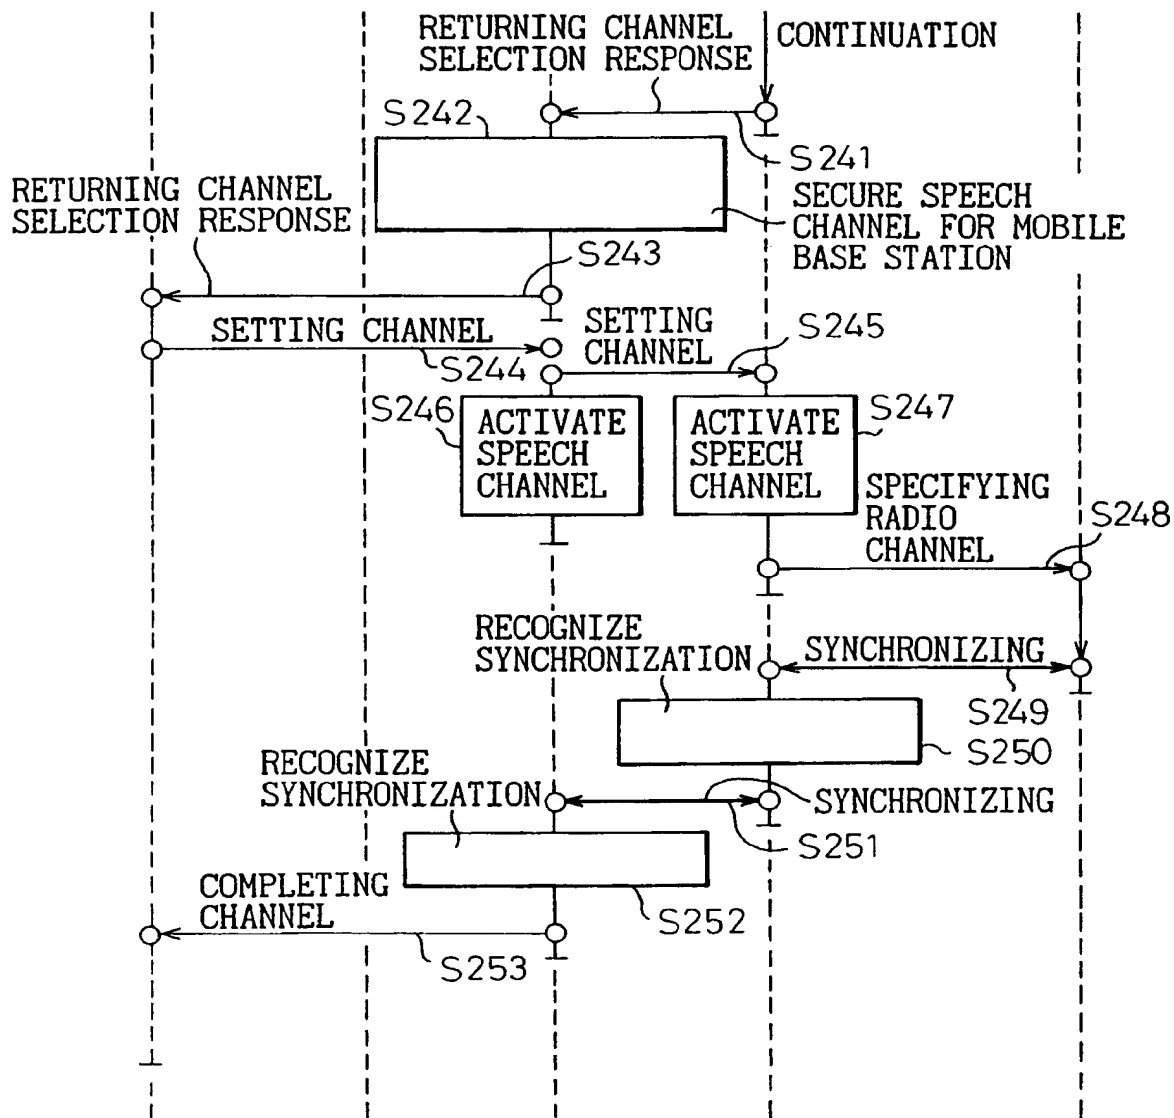 RETURNING CHANNEL
SELECTION RESPONSE
CONTINUATION
S242
S241
RETURNING CHANNEL
SELECTION RESPONSE
SECURE SPEECH
CHANNEL FOR MOBILE
BASE STATION
S243
SETTING CHANNEL
S244
SETTING
CHANNEL
S245
S246
ACTIVATE
SPEECH
CHANNEL
ACTIVATE
SPEECH
CHANNEL
S247
SPECIFYING
RADIO
CHANNEL
S248
RECOGNIZE
SYNCHRONIZATION
SYNCHRONIZING
S249
S250
RECOGNIZE
SYNCHRONIZATION
SYNCHRONIZING
S251
COMPLETING
CHANNEL
S252
S253